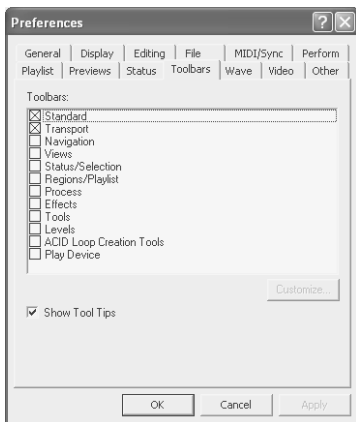 Preferences
General Display Editing File MIDI/Sync Perform
Playlist Previews Status Toolbars Wave Video Other
Toolbars:
Standard
Transport
Navigation
Views
Status/Selection
Regions/Playlist
Process
Effects
Tools
Levels
ACID Loop Creation Tools
Play Device
Customize...
Show Tool Tips
OK Cancel Apply